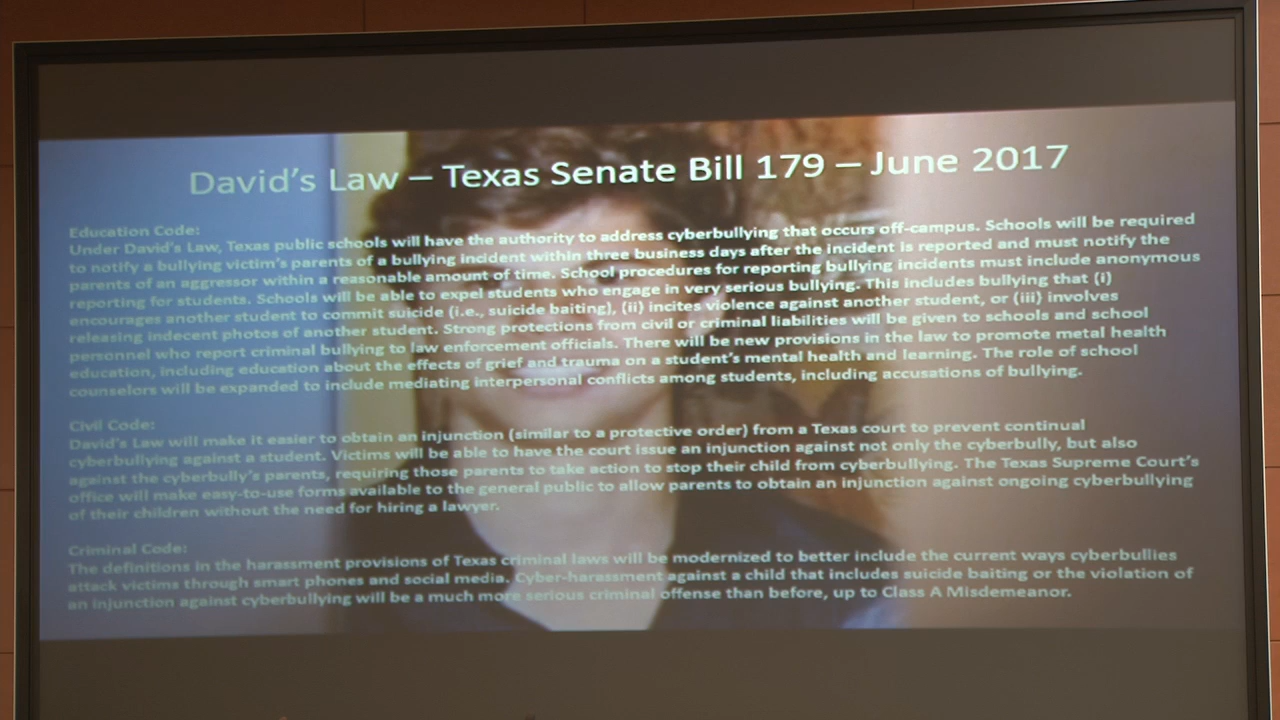 David's Law – Texas Senate Bill 179 – June 2017
Education Code:
Under David's Law, Texas public schools will have the authority to address cyberbullying that occurs off-campus. Schools will be required
to notify a bullying victim's parents of a bullying incident within three business days after the incident is reported and must notify the
parents of an aggressor within a reasonable amount of time. School procedures for reporting bullying incidents must include anonymous
reporting for students. Schools will be able to expel students who engage in very serious bullying. This includes bullying that (i)
encourages another student to commit suicide (i.e., suicide baiting), (ii) incites violence against another student, or (iii) involves
releasing indecent photos of another student. Strong protections from civil or criminal liabilities will be given to schools and school
personnel who report criminal bullying to law enforcement officials. There will be new provisions in the law to promote metal health
education, including education about the effects of grief and trauma on a student's mental health and learning. The role of school
counselors will be expanded to include mediating interpersonal conflicts among students, including accusations of bullying.
Civil Code:
David's Law will make it easier to obtain an injunction (similar to a protective order) from a Texas court to prevent continual
cyberbullying against a student. Victims will be able to have the court issue an injunction against not only the cyberbully, but also
against the cyberbully's parents, requiring those parents to take action to stop their child from cyberbullying. The Texas Supreme Court's
office will make easy-to-use forms available to the general public to allow parents to obtain an injunction against ongoing cyberbullying
of their children without the need for hiring a lawyer.
Criminal Code:
The definitions in the harassment provisions of Texas criminal laws will be modernized to better include the current ways cyberbullies
attack victims through smart phones and social media. Cyber-harassment against a child that includes suicide baiting or the violation of
an injunction against cyberbullying will be a much more serious criminal offense than before, up to Class A Misdemeanor.